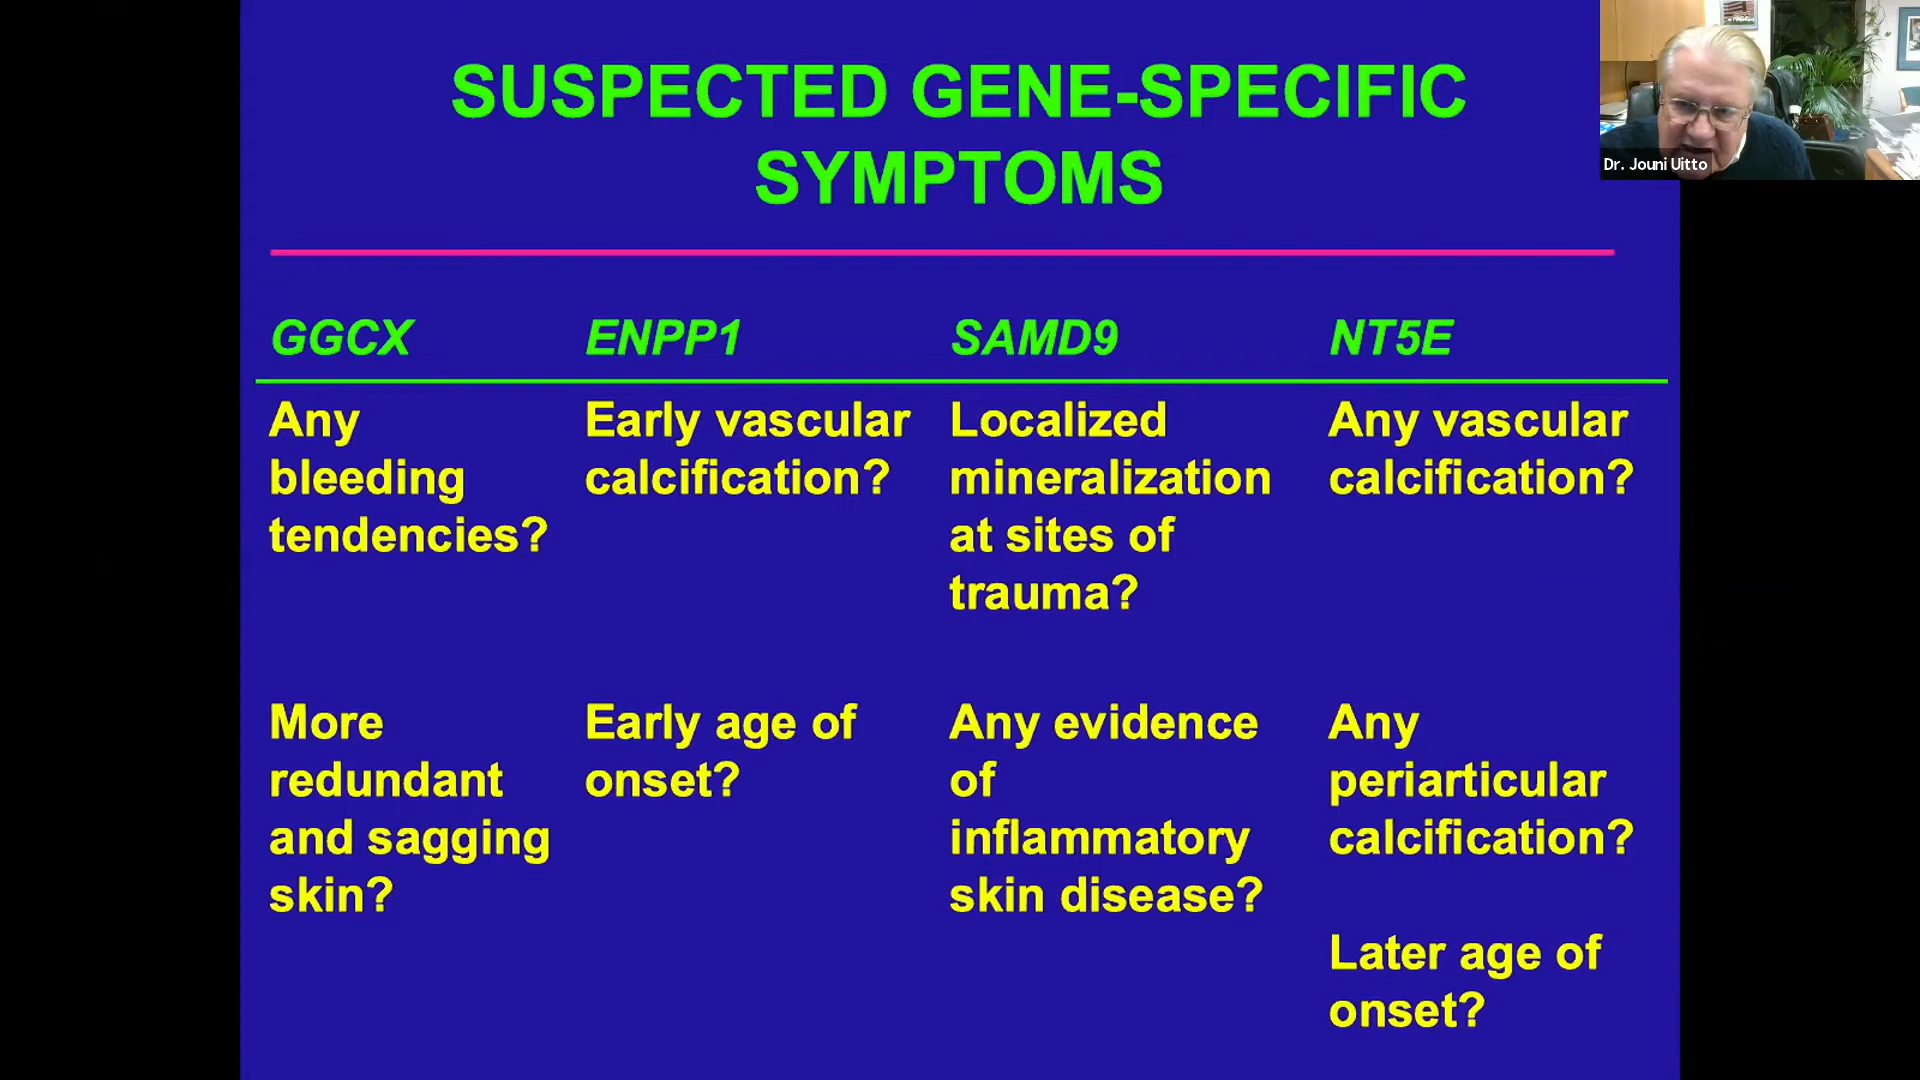 SUSPECTED GENE-SPECIFIC
SYMPTOMS
Dr. Jouni Uitto
GGCX
ENPP1
SAMD9
NT5E
Any
bleeding
tendencies?
Early vascular
calcification?
Localized
mineralization
at sites of
trauma?
Any vascular
calcification?
More
redundant
and sagging
skin?
Early age of
onset?
Any evidence
of
inflammatory
skin disease?
Any
periarticular
calcification?
Later age of
onset?